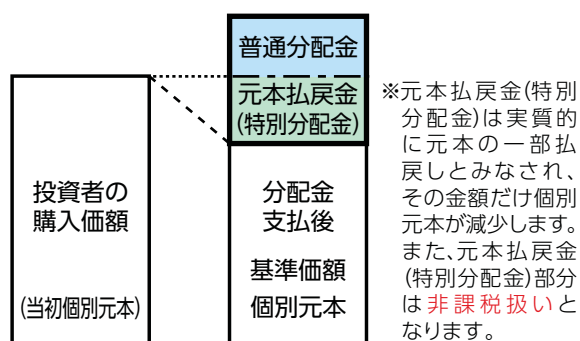 普通分配金
元本払戻金
(特別分配金)
投資者の
購入価額
(当初個別元本)
分配金
支払後
基準価額
個別元本
※元本払戻金(特別
分配金)は実質的
に元本の一部払
戻しとみなされ、
その金額だけ個別
元本が減少します。
また、元本払戻金
(特別分配金)部分
は非課税扱いと
なります。